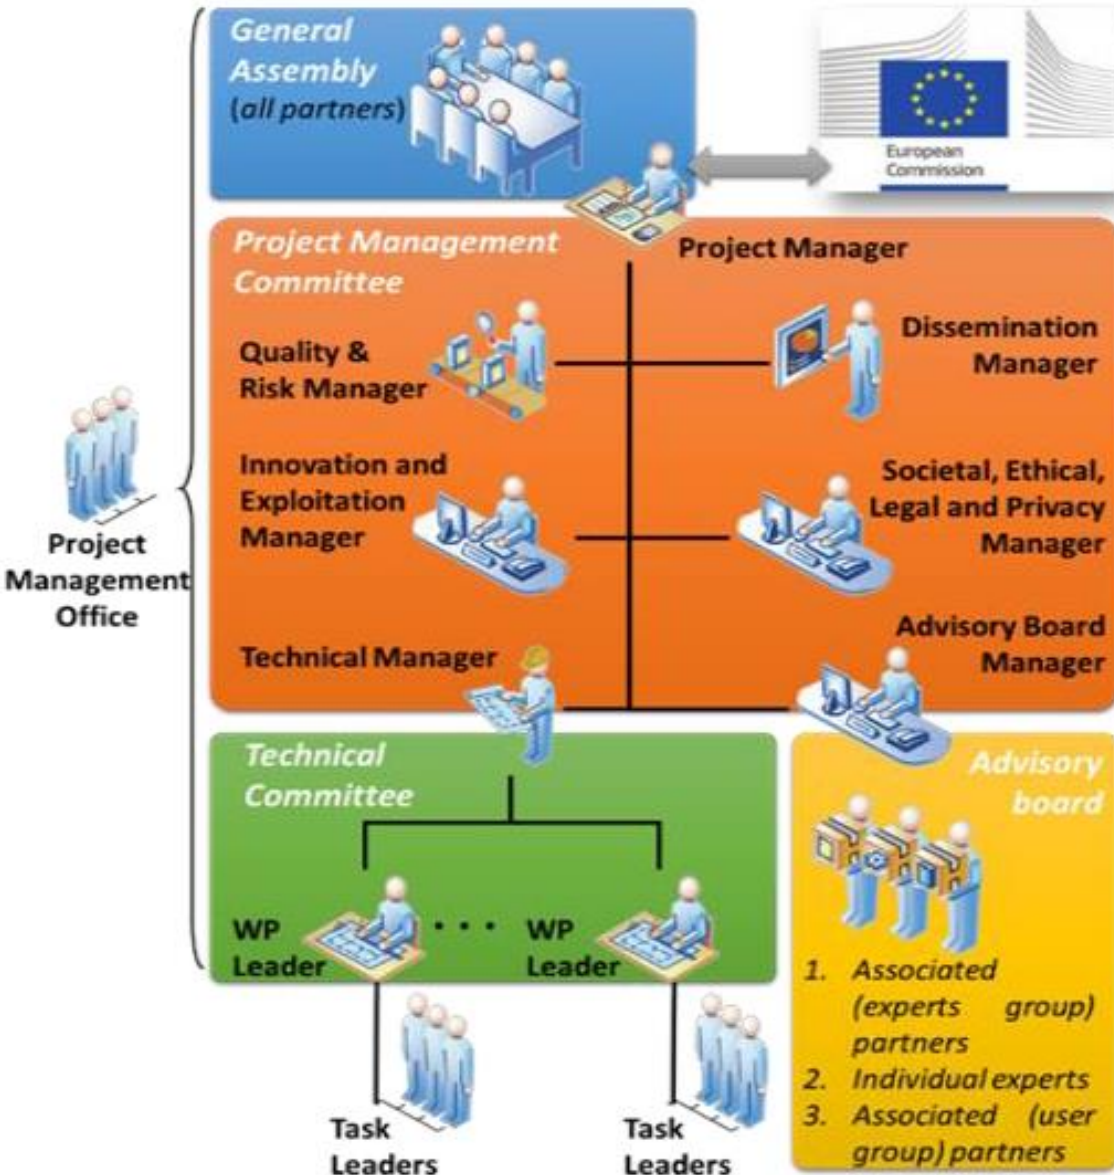 General
Assembly
(all partners)
European
Commission
Project Management
Committee
Project Manager
Quality &
Risk Manager
Dissemination
Manager
Innovation and
Exploitation
Manager
Societal, Ethical,
Legal and Privacy
Manager
Project
Management
Office
Technical Manager
Advisory Board
Manager
Technical
Committee
WP
Leader
. . .
WP
Leader
Task
Leaders
Task
Leaders
Advisory
board
1. Associated
(experts group)
partners
2. Individual experts
3. Associated (user
group) partners